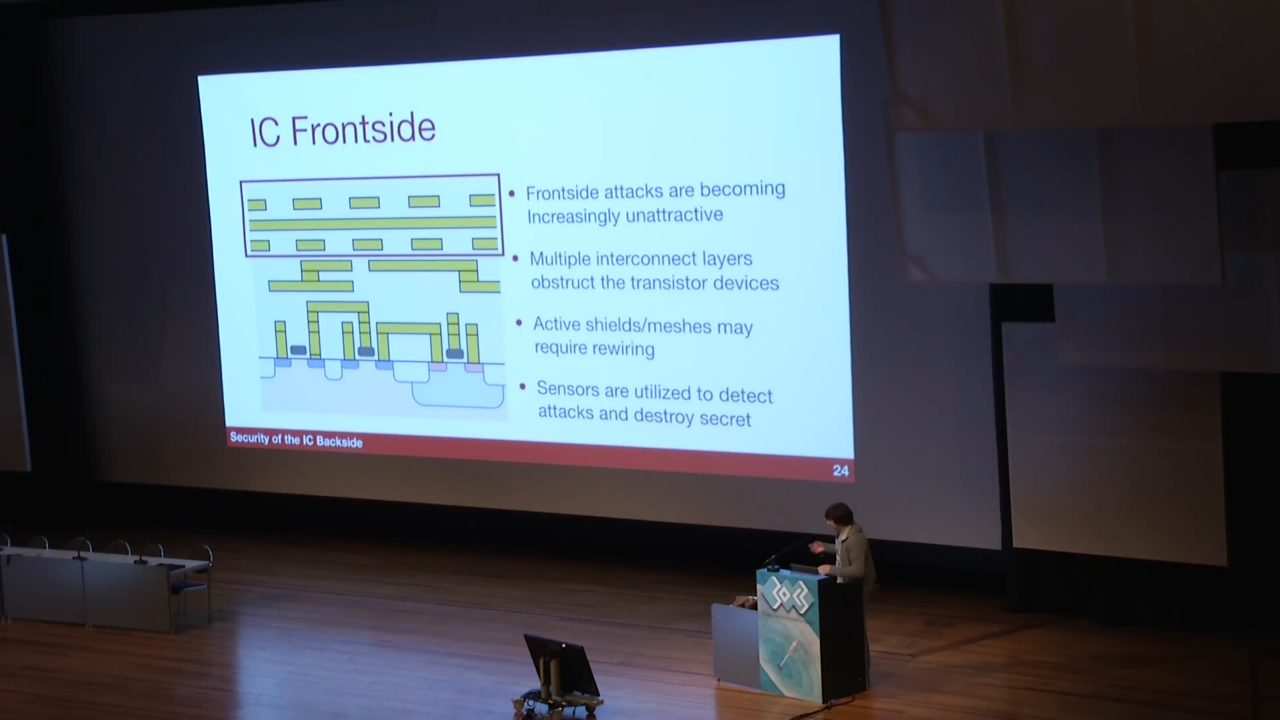 IC Frontside
• Frontside attacks are becoming
Increasingly unattractive
• Multiple interconnect layers
obstruct the transistor devices
• Active shields/meshes may
require rewiring
• Sensors are utilized to detect
attacks and destroy secret
Security of the IC Backside
24
30C3